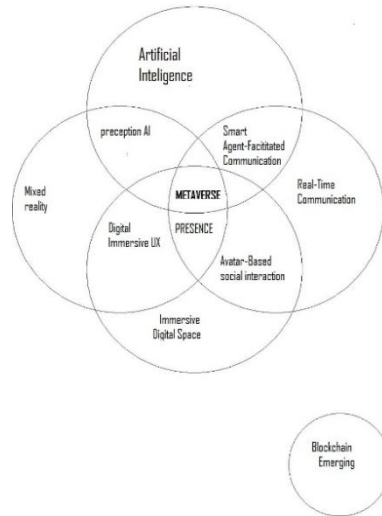 Artificial
Inteligence
preception AI
Smart
Agent-Facititated
Communication
Mixed
reality
METAVERSE
Real-Time
Communication
Digital
Immersive UX
PRESENCE
Avatar-Based
social interaction
Immersive
Digital Space
Blockchain
Emerging